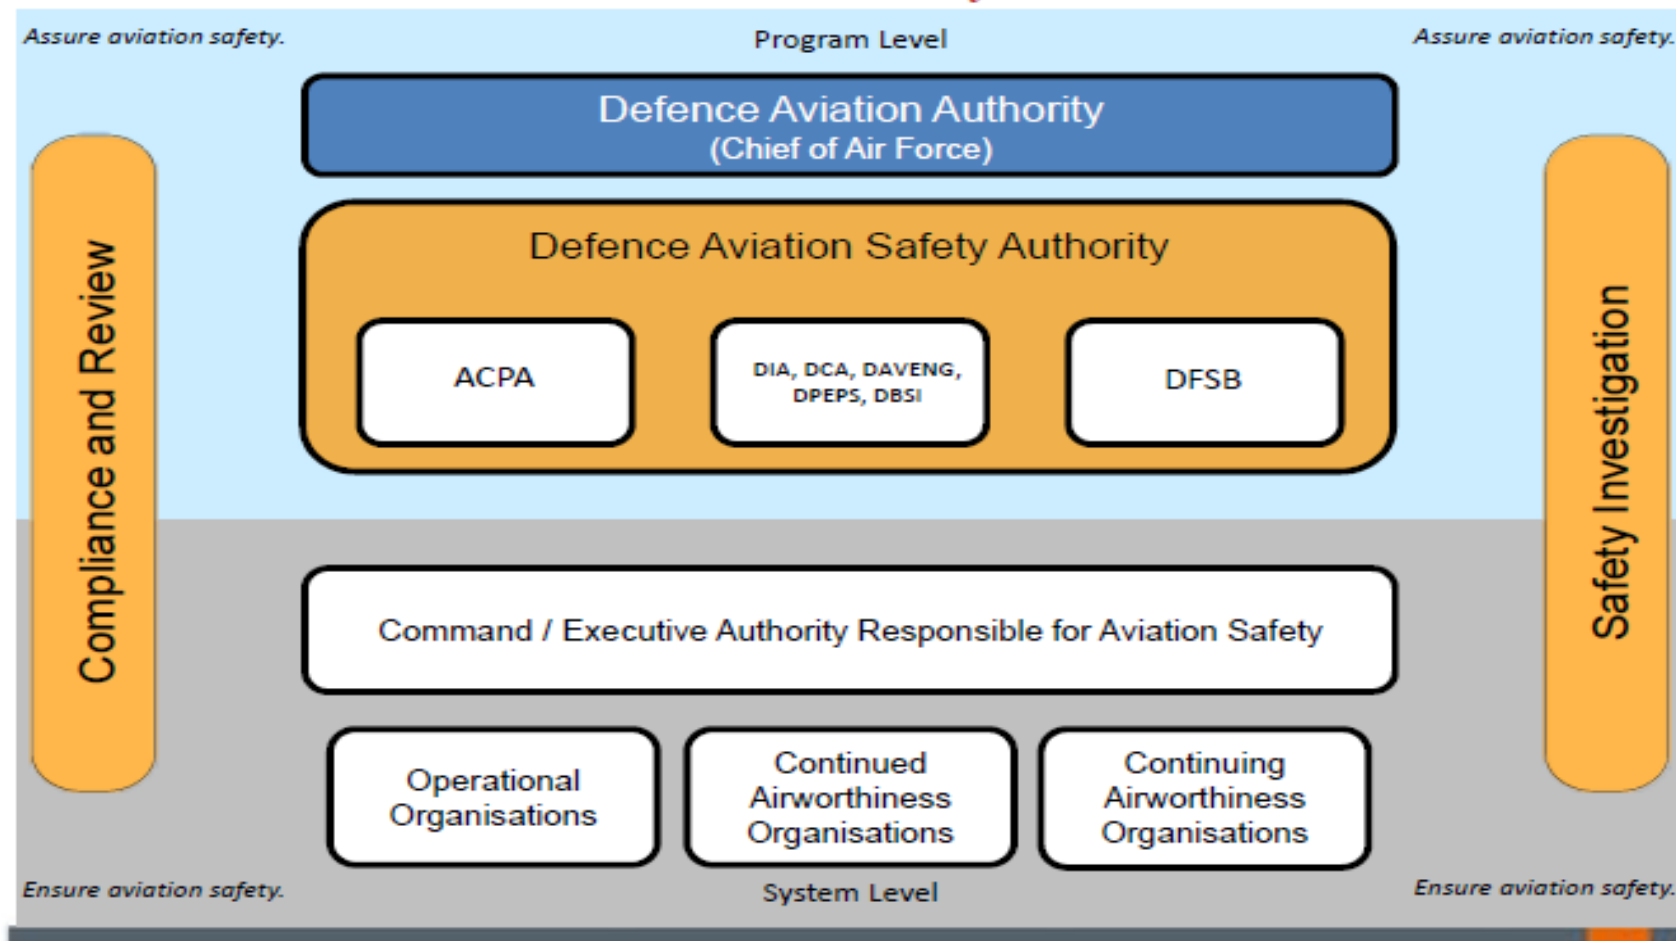 Assure aviation safety.
Program Level
Assure aviation safety.
Defence Aviation Authority
(Chief of Air Force)
Defence Aviation Safety Authority
ACPA
DIA, DCA, DAVENG,
DPEPS, DBSI
DFSB
Compliance and Review
Safety Investigation
Command / Executive Authority Responsible for Aviation Safety
Operational
Organisations
Continued
Airworthiness
Organisations
Continuing
Airworthiness
Organisations
Ensure aviation safety.
System Level
Ensure aviation safety.